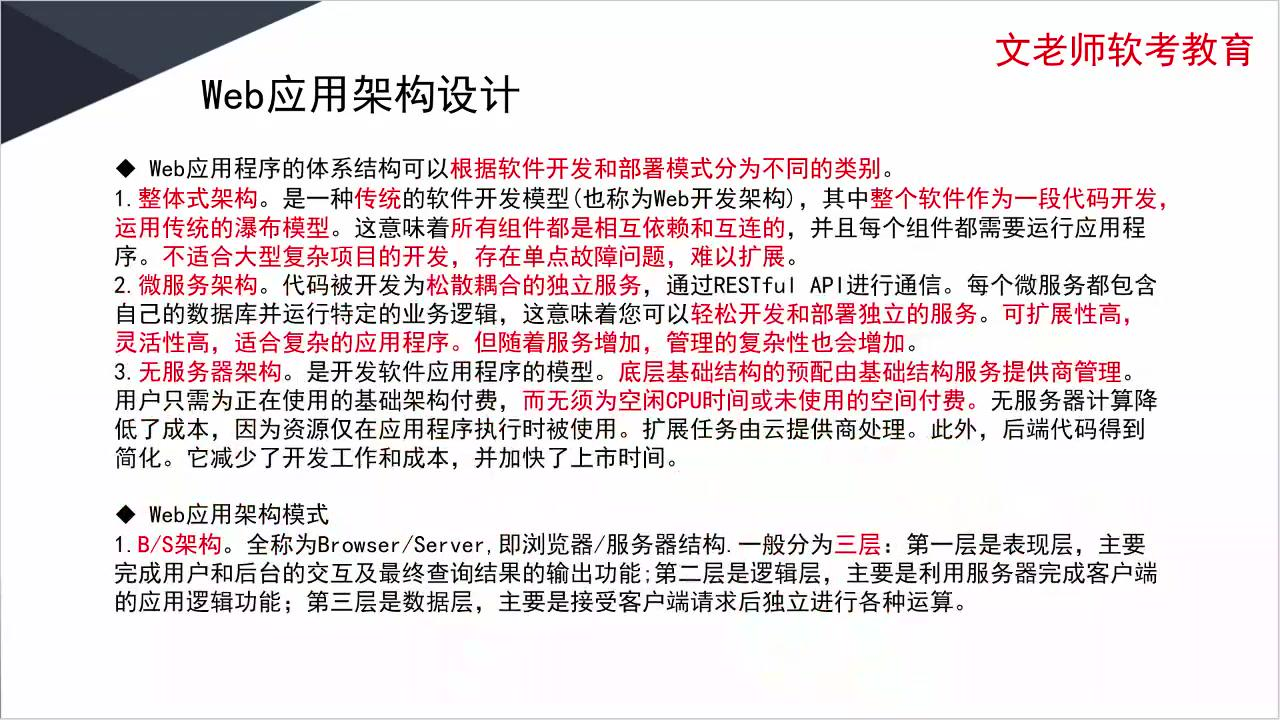 文老师软考教育
Web应用架构设计
◆ Web应用程序的体系结构可以根据软件开发和部署模式分为不同的类别。
1.整体式架构。是一种传统的软件开发模型(也称为Web开发架构)，其中整个软件作为一段代码开发，
运用传统的瀑布模型。这意味着所有组件都是相互依赖和互连的，并且每个组件都需要运行应用程
序。不适合大型复杂项目的开发，存在单点故障问题，难以扩展。
2.微服务架构。代码被开发为松散耦合的独立服务，通过RESTful API进行通信。每个微服务都包含
自己的数据库并运行特定的业务逻辑，这意味着您可以轻松开发和部署独立的服务。可扩展性高，
灵活性高，适合复杂的应用程序。但随着服务增加，管理的复杂性也会增加。
3.无服务器架构。是开发软件应用程序的模型。底层基础结构的预配由基础结构服务提供商管理。
用户只需为正在使用的基础架构付费，而无须为空闲CPU时间或未使用的空间付费。无服务器计算降
低了成本，因为资源仅在应用程序执行时被使用。扩展任务由云提供商处理。此外，后端代码得到
简化。它减少了开发工作和成本，并加快了上市时间。
◆ Web应用架构模式
1.B/S架构。全称为Browser/Server,即浏览器/服务器结构.一般分为三层：第一层是表现层，主要
完成用户和后台的交互及最终查询结果的输出功能;第二层是逻辑层，主要是利用服务器完成客户端
的应用逻辑功能；第三层是数据层，主要是接受客户端请求后独立进行各种运算。